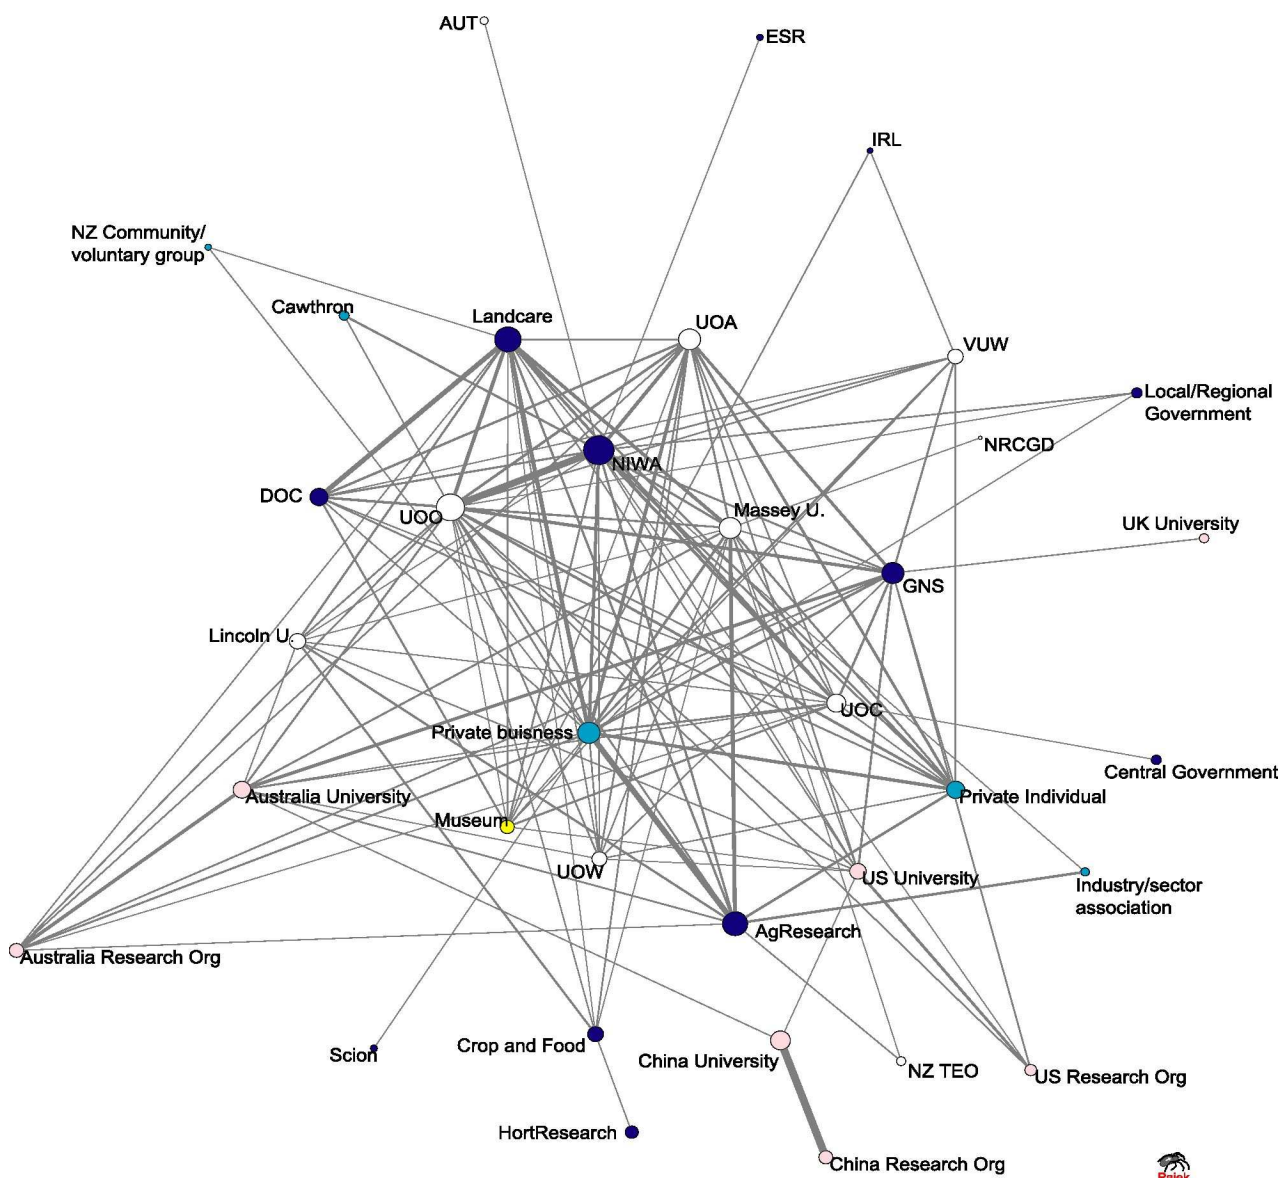 AUT
ESR
IRL
NZ Community/
voluntary group
Cawthron
Landcare
UOA
VUW
Local/Regional
Government
NRCGD
NIWA
DOC
UOO
Massey U.
UK University
GNS
Lincoln U.
UOC
Private buisness
Central Government
Australia University
Private Individual
Museum
UOW
US University
Industry/sector
association
AgResearch
Australia Research Org
Scion
Crop and Food
China University
NZ TEO
US Research Org
HortResearch
China Research Org
Pajek